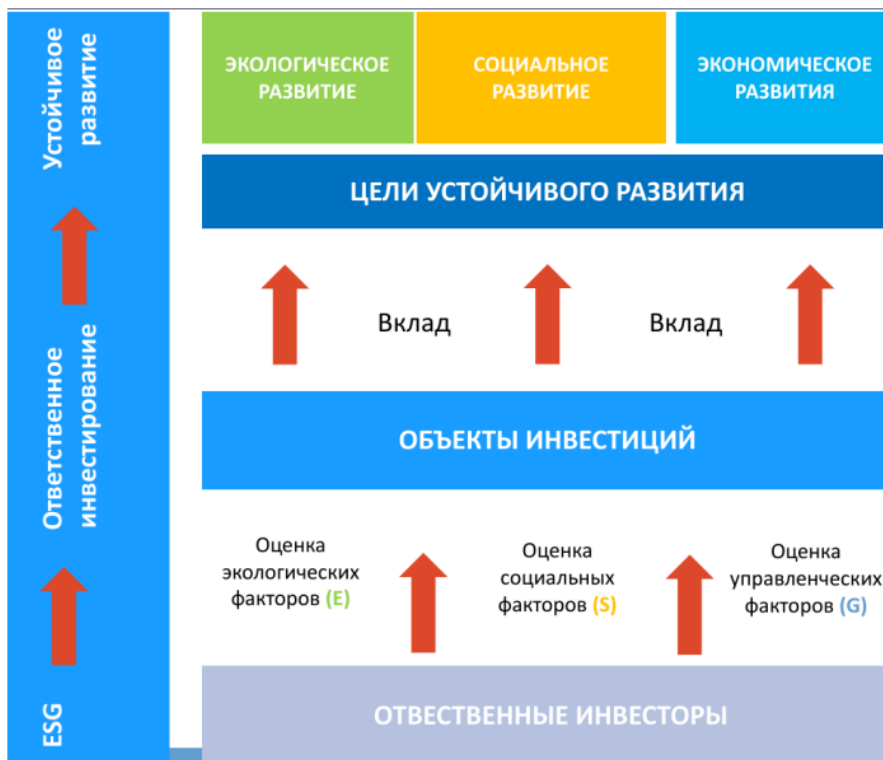 Устойчивое
развитие
Ответственное
инвестирование
ESG
ЭКОЛОГИЧЕСКОЕ
РАЗВИТИЕ
СОЦИАЛЬНОЕ
РАЗВИТИЕ
ЭКОНОМИЧЕСКОЕ
РАЗВИТИЯ
ЦЕЛИ УСТОЙЧИВОГО РАЗВИТИЯ
Вклад
Вклад
ОБЪЕКТЫ ИНВЕСТИЦИЙ
Оценка
экологических
факторов (E)
Оценка
социальных
факторов (S)
Оценка
управленческих
факторов (G)
ОТВЕСТВЕННЫЕ ИНВЕСТОРЫ